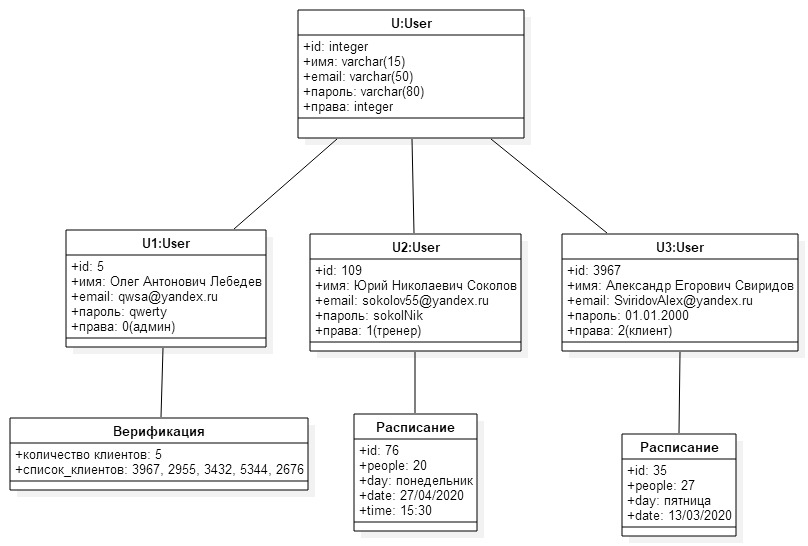 U:User
+id: integer
+имя: varchar(15)
+email: varchar(50)
+пароль: varchar(80)
+права: integer
U1:User
+id: 5
+имя: Олег Антонович Лебедев
+email: qwsa@yandex.ru
+пароль: qwerty
+права: 0(админ)
U2:User
+id: 109
+имя: Юрий Николаевич Соколов
+email: sokolov55@yandex.ru
+пароль: sokolNik
+права: 1(тренер)
U3:User
+id: 3967
+имя: Александр Егорович Свиридов
+email: SviridovAlex@yandex.ru
+пароль: 01.01.2000
+права: 2(клиент)
Верификация
+количество клиентов: 5
+список_клиентов: 3967, 2955, 3432, 5344, 2676
Расписание
+id: 76
+people: 20
+day: понедельник
+date: 27/04/2020
+time: 15:30
Расписание
+id: 35
+people: 27
+day: пятница
+date: 13/03/2020